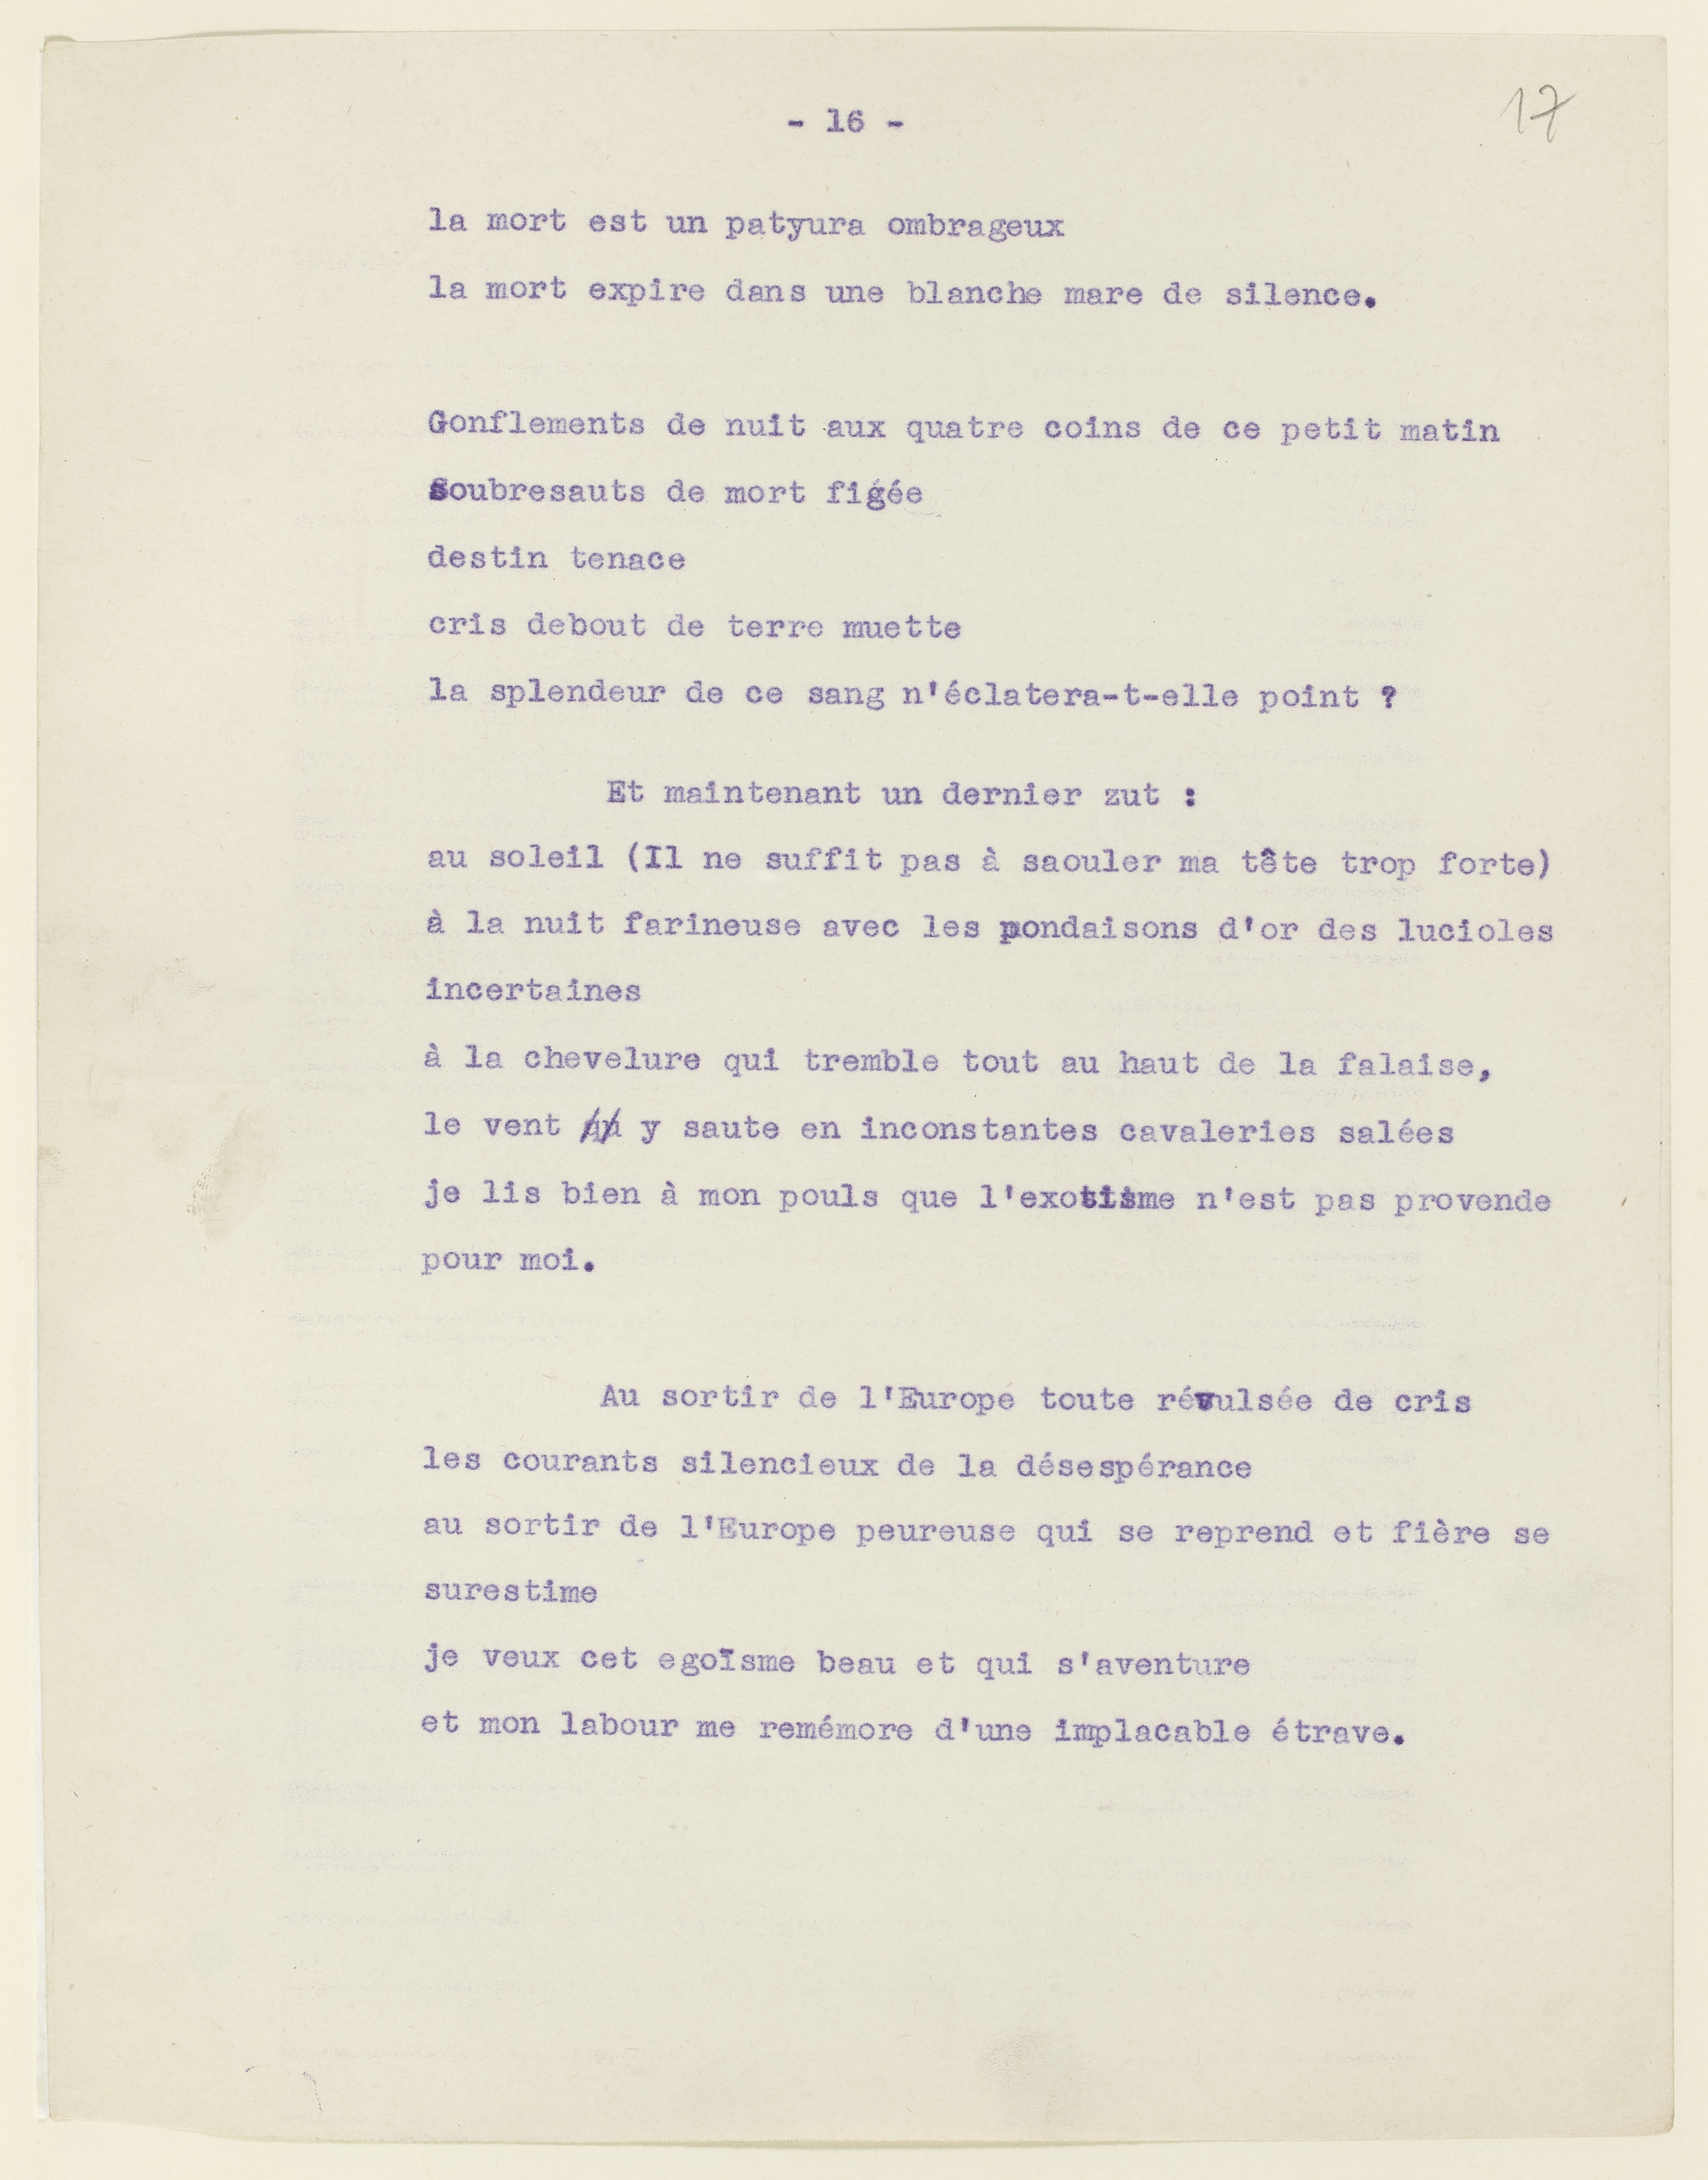 - 16 -
17
la mort est un patyura ombrageux
la mort expire dans une blanche mare de silence.
Gonflements de nuit aux quatre coins de ce petit matin
soubresauts de mort figée
destin tenace
cris debout de terre muette
la splendeur de ce sang n'éclatera-t-elle point ?
Et maintenant un dernier zut :
au soleil (Il ne suffit pas à saouler ma tête trop forte)
à la nuit farineuse avec les pondaisons d'or des lucioles
incertaines
à la chevelure qui tremble tout au haut de la falaise,
le vent y saute en inconstantes cavaleries salées
je lis bien à mon pouls que l'exotisme n'est pas provende
pour moi.
Au sortir de l'Europe toute révulsée de cris
les courants silencieux de la désespérance
au sortir de l'Europe peureuse qui se reprend et fière se
surestime
je veux cet egoïsme beau et qui s'aventure
et mon labour me remémore d'une implacable étrave.